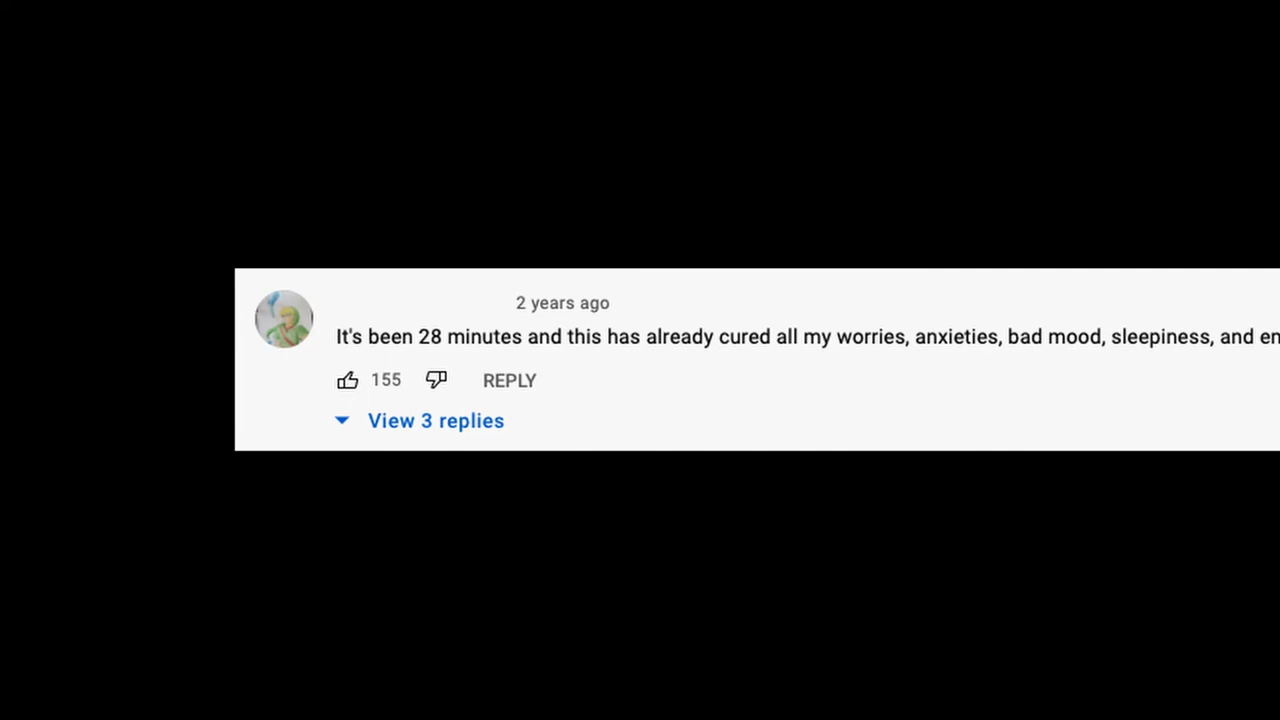 2 years ago
It's been 28 minutes and this has already cured all my worries, anxieties, bad mood, sleepiness, and en
155 REPLY
View 3 replies